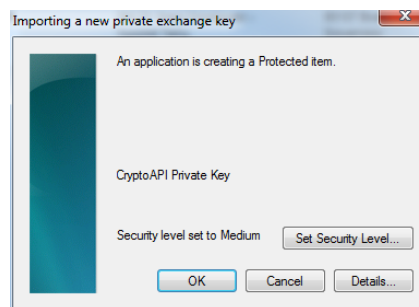 Importing a new private exchange key
An application is creating a Protected item.
CryptoAPI Private Key
Security level set to Medium
Set Security Level...
OK
Cancel
Details...